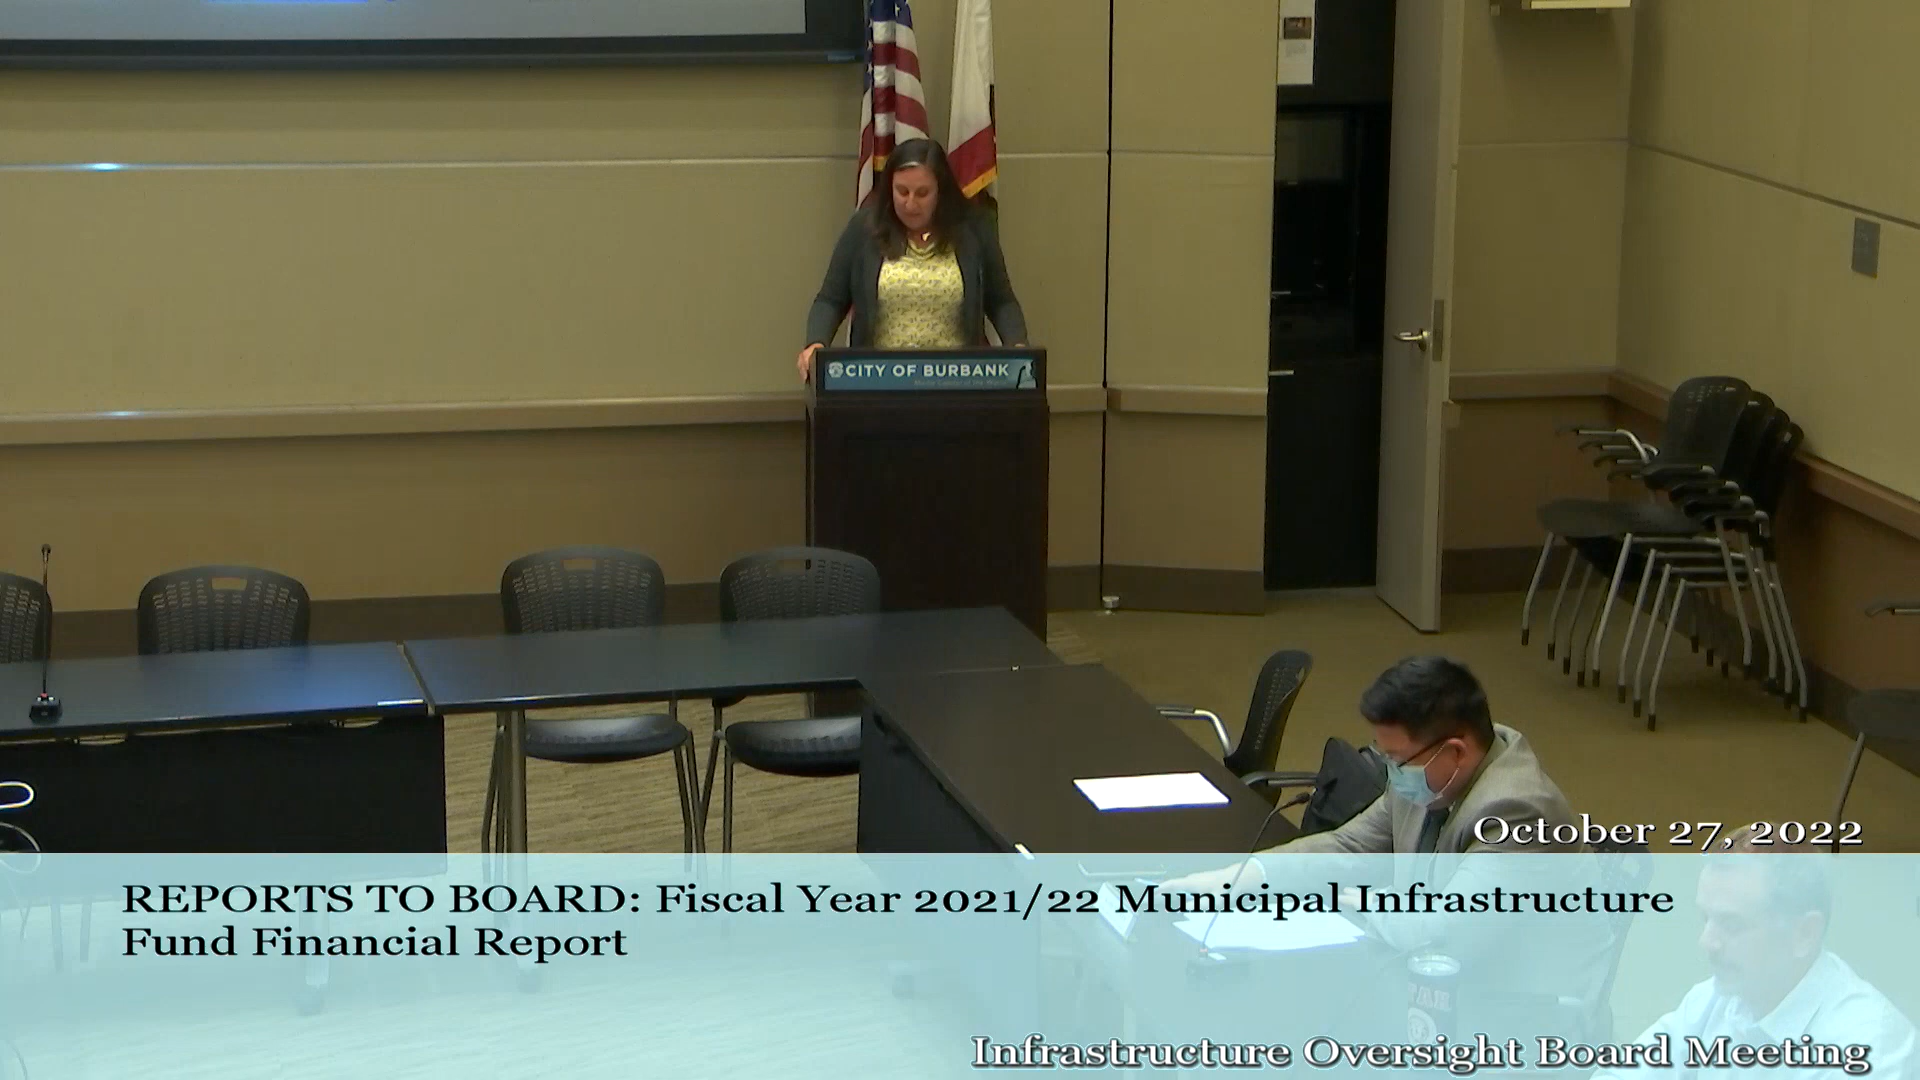 CITY OF BURBANK
October 27, 2022
REPORTS TO BOARD: Fiscal Year 2021/22 Municipal Infrastructure
Fund Financial Report
Infrastructure Oversight Board Meeting